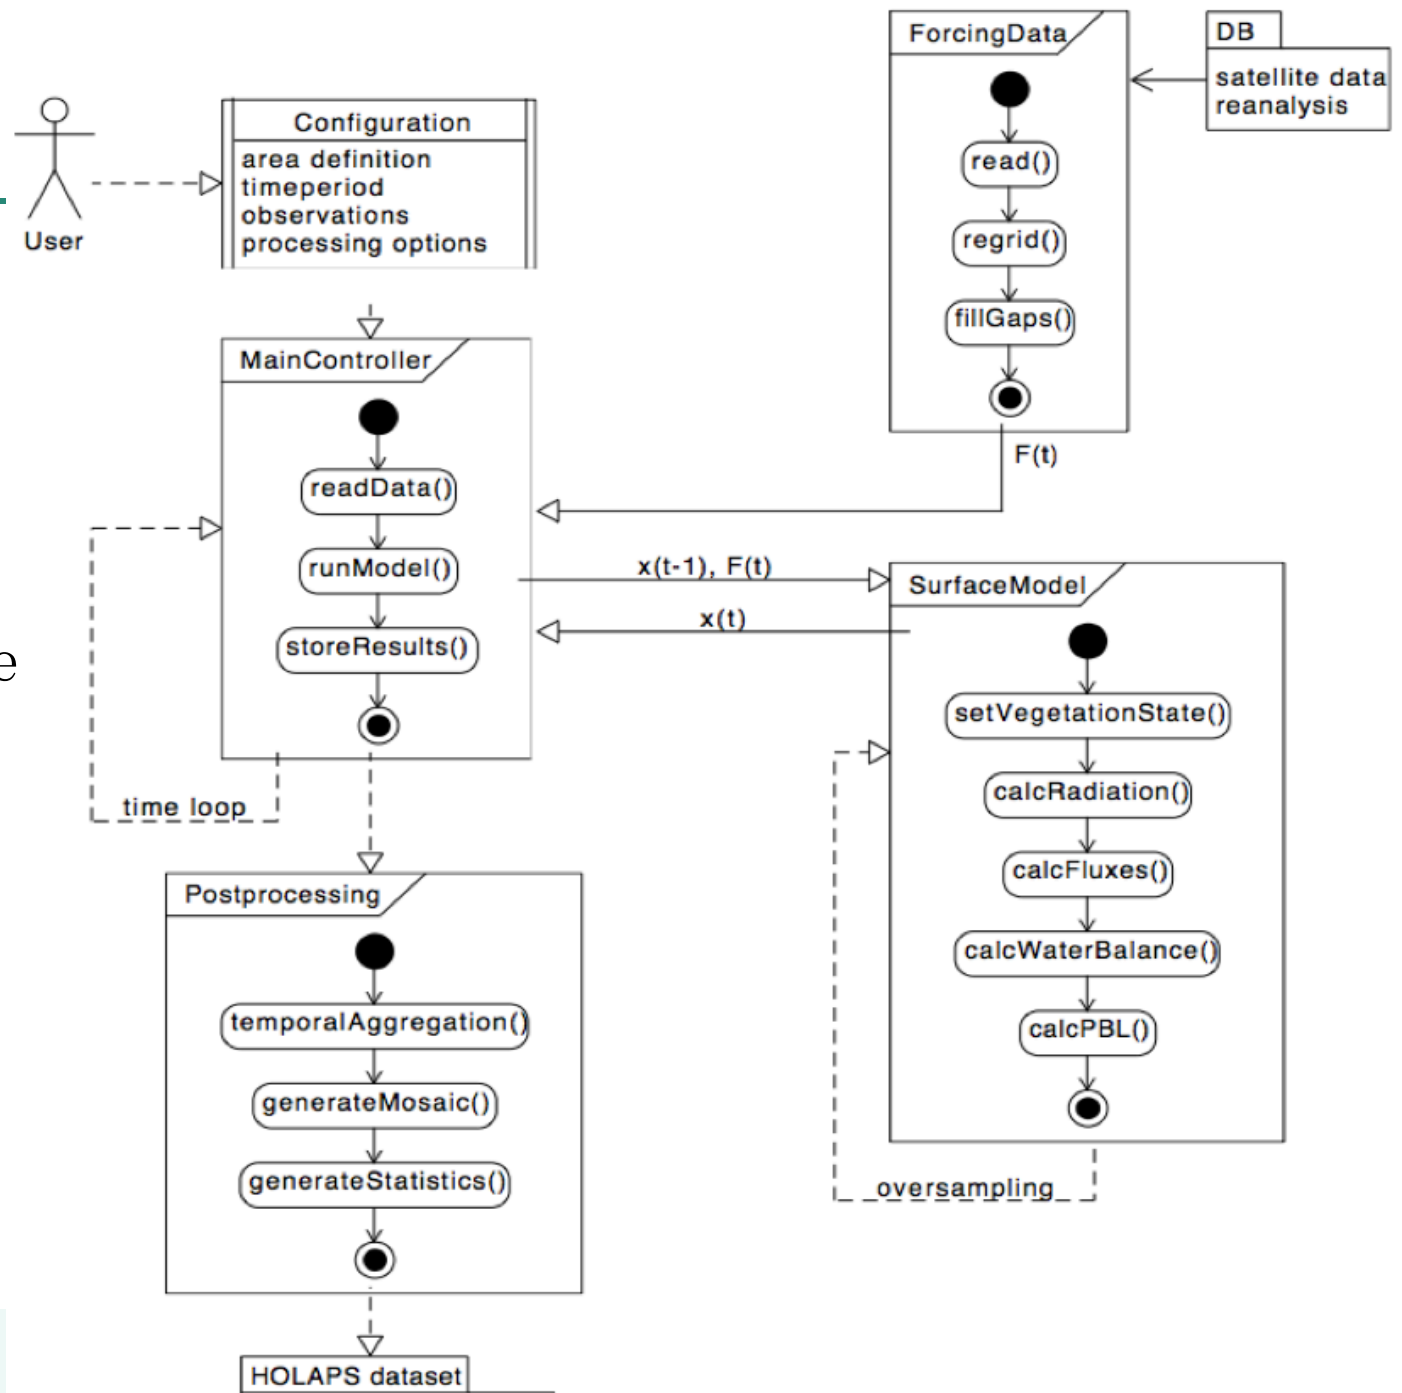 ForcingData
DB
satellite data
reanalysis
read()
regrid()
fillGaps()
F(t)
User
Configuration
area definition
timeperiod
observations
processing options
MainController
readData()
runModel()
storeResults()
time loop
x(t-1), F(t)
x(t)
e
SurfaceModel
setVegetationState()
calcRadiation()
calcFluxes()
calcWaterBalance()
calcPBL()
oversampling
Postprocessing
temporalAggregation()
generateMosaic()
generateStatistics()
HOLAPS dataset